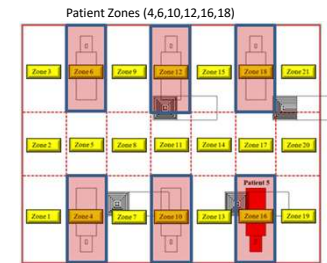 Patient Zones (4,6,10,12,16,18)
Zone 3 Zone 6 Zone 9 Zone 12 Zone 15 Zone 18 Zone 21
Zone 2 Zone 5 Zone 8 Zone 11 Zone 14 Zone 17 Zone 20
Patient 5
Zone 1 Zone 4 Zone 7 Zone 10 Zone 13 Zone 16 Zone 19